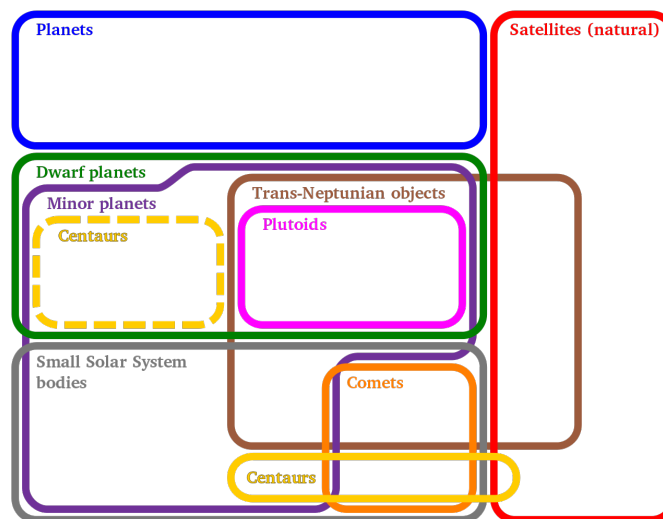 Planets
Satellites (natural)
Dwarf planets
Trans-Neptunian objects
Minor planets
Plutoids
Centaurs
Small Solar System
bodies
Comets
Centaurs